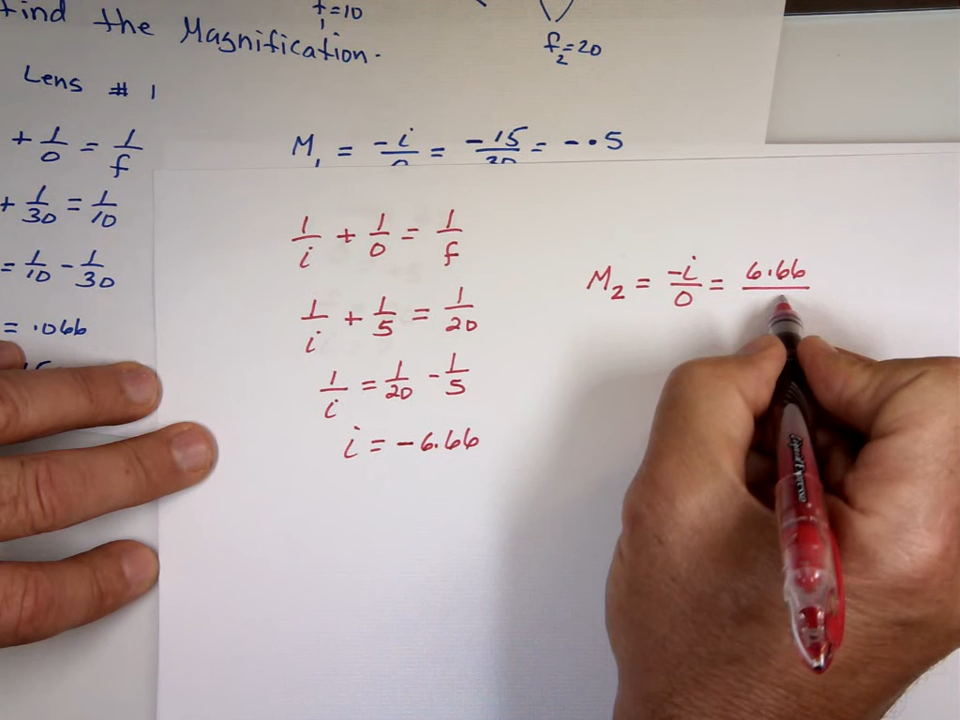 find the Magnification.
f₁=10
f₂=20
Lens # 1
+ 1/o = 1/f
+ 1/30 = 1/10
= 1/10 - 1/30
= .066
M₁ = -i/o = -15/30 = -.5
1/i + 1/o = 1/f
1/i + 1/5 = 1/20
1/i = 1/20 - 1/5
i = -6.66
M₂ = -i/o = 6.66